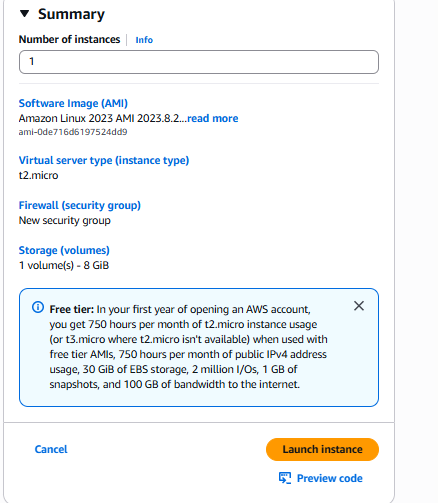 Summary
Number of instances Info
1
Software Image (AMI)
Amazon Linux 2023 AMI 2023.8.2...read more
ami-0de716d6197524dd9
Virtual server type (instance type)
t2.micro
Firewall (security group)
New security group
Storage (volumes)
1 volume(s) - 8 GiB
Free tier: In your first year of opening an AWS account,
you get 750 hours per month of t2.micro instance usage
(or t3.micro where t2.micro isn't available) when used with
free tier AMIs, 750 hours per month of public IPv4 address
usage, 30 GiB of EBS storage, 2 million I/Os, 1 GB of
snapshots, and 100 GB of bandwidth to the internet.
Cancel
Launch instance
Preview code